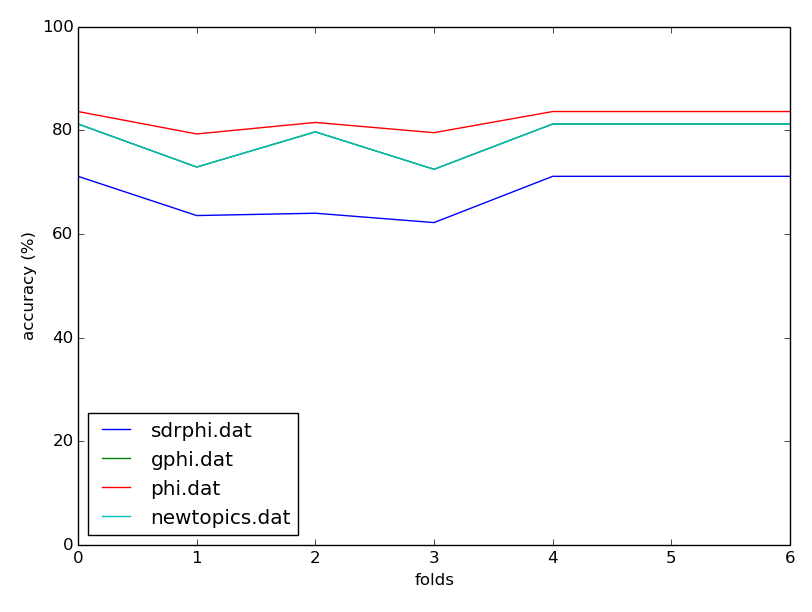 100
80
60
40
20
0
accuracy (%)
sdrphi.dat
gphi.dat
phi.dat
newtopics.dat
0 1 2 3 4 5 6
folds